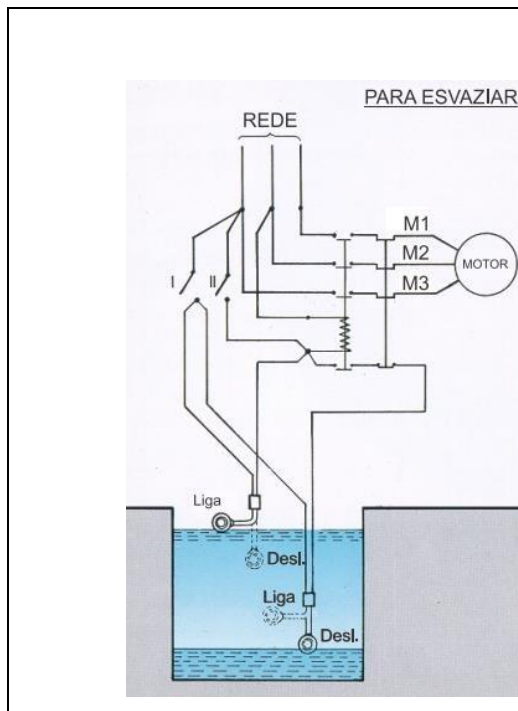 PARA ESVAZIAR
REDE
M1
M2
MOTOR
M3
I II
Liga
Desl.
Liga
Desl.